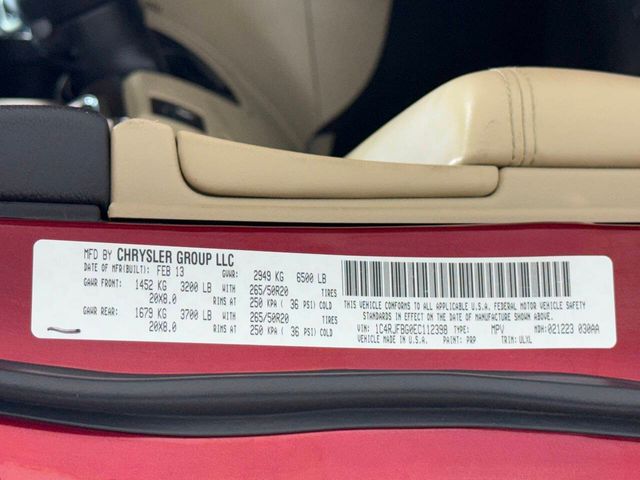 MFD BY CHRYSLER GROUP LLC
DATE OF MFR(BUILT): FEB 13 GVWR: 2949 KG 6500 LB
GAWR FRONT: 1452 KG 3200 LB WITH 265/50R20 TIRES
20X8.0 RIMS AT 250 KPA ( 36 PSI) COLD
GAWR REAR: 1679 KG 3700 LB WITH 265/50R20 TIRES
20X8.0 RIMS AT 250 KPA ( 36 PSI) COLD
THIS VEHICLE CONFORMS TO ALL APPLICABLE U.S.A. FEDERAL MOTOR VEHICLE SAFETY
STANDARDS IN EFFECT ON THE DATE OF MANUFACTURE SHOWN ABOVE.
VIN: 1C4RJFBG0EC112398 TYPE: MPV MDH: 021223 030AA
VEHICLE MADE IN U.S.A. PAINT: PRP TRIM: ULXL